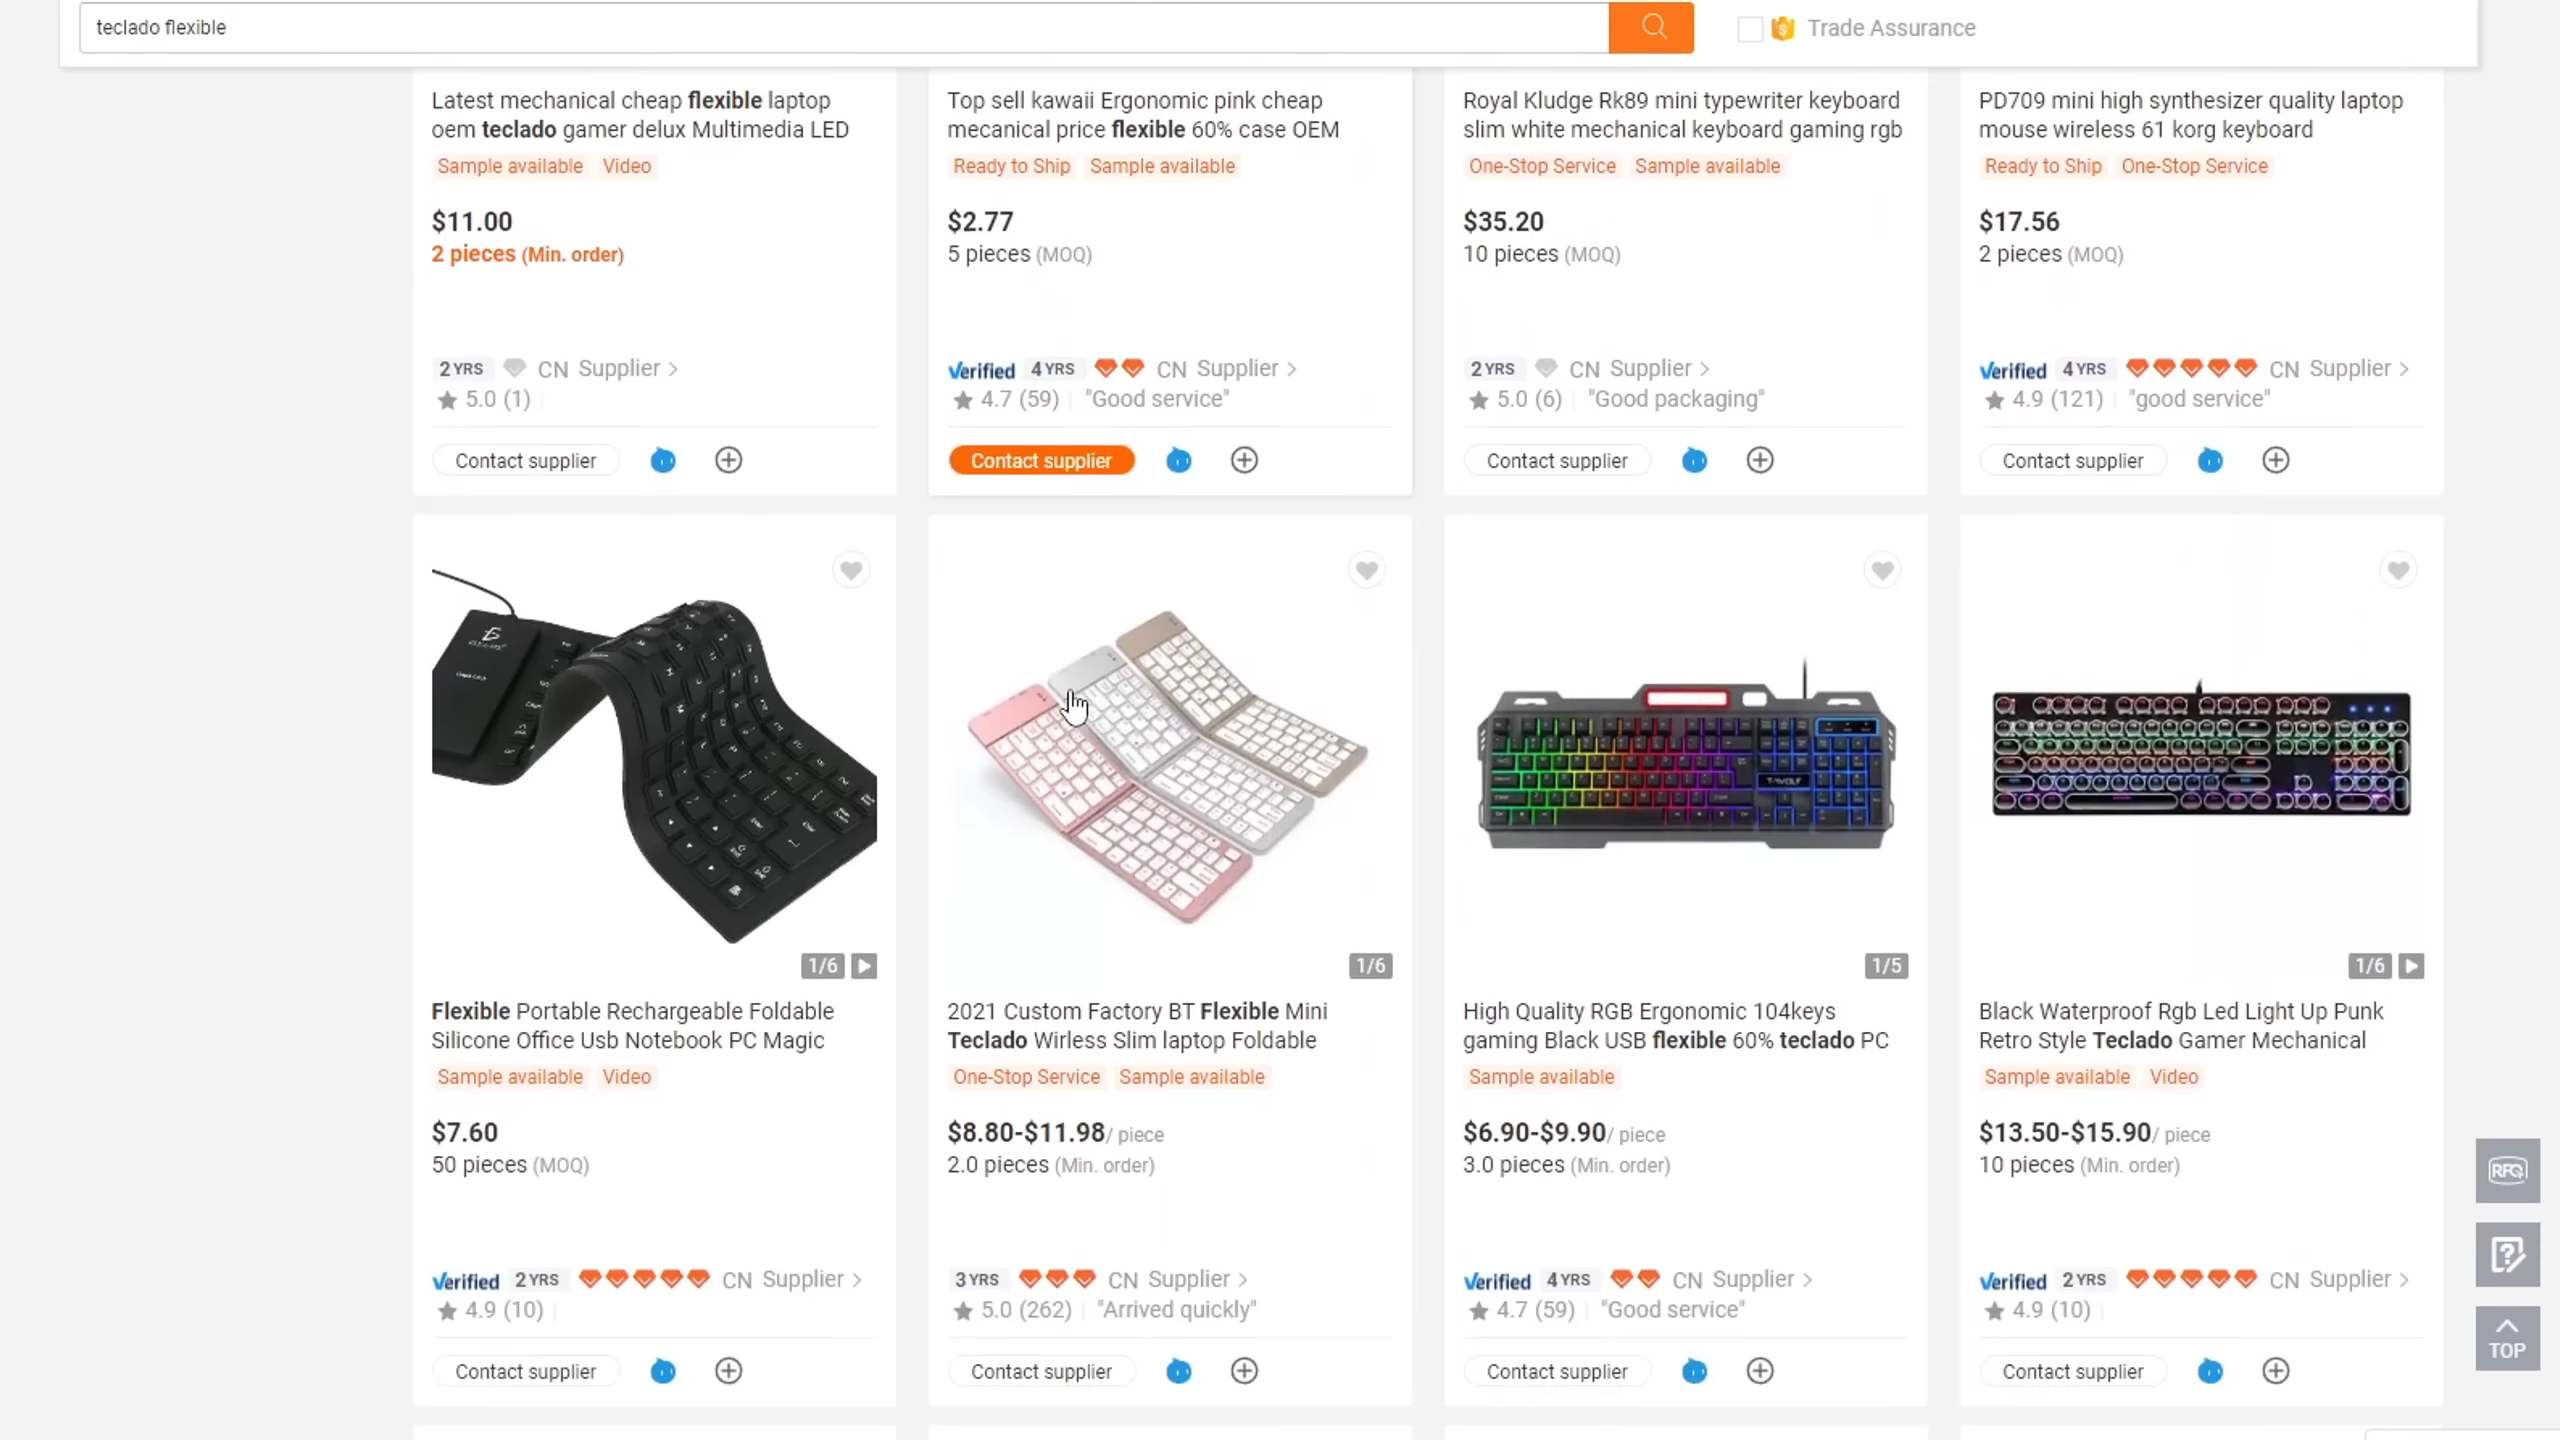 teclado flexible
Trade Assurance
Latest mechanical cheap flexible laptop
oem teclado gamer delux Multimedia LED
Sample available Video
$11.00
2 pieces (Min. order)
2 YRS CN Supplier >
5.0 (1)
Contact supplier
Top sell kawaii Ergonomic pink cheap
mecanical price flexible 60% case OEM
Ready to Ship Sample available
$2.77
5 pieces (MOQ)
Verified 4 YRS CN Supplier >
4.7 (59) "Good service"
Contact supplier
Royal Kludge Rk89 mini typewriter keyboard
slim white mechanical keyboard gaming rgb
One-Stop Service Sample available
$35.20
10 pieces (MOQ)
2 YRS CN Supplier >
5.0 (6) "Good packaging"
Contact supplier
PD709 mini high synthesizer quality laptop
mouse wireless 61 korg keyboard
Ready to Ship One-Stop Service
$17.56
2 pieces (MOQ)
Verified 4 YRS CN Supplier >
4.9 (121) "good service"
Contact supplier
1/6
Flexible Portable Rechargeable Foldable
Silicone Office Usb Notebook PC Magic
Sample available Video
$7.60
50 pieces (MOQ)
Verified 2 YRS CN Supplier >
4.9 (10)
Contact supplier
1/6
2021 Custom Factory BT Flexible Mini
Teclado Wirless Slim laptop Foldable
One-Stop Service Sample available
$8.80-$11.98/ piece
2.0 pieces (Min. order)
3 YRS CN Supplier >
5.0 (262) "Arrived quickly"
Contact supplier
T-WOLF
1/5
High Quality RGB Ergonomic 104keys
gaming Black USB flexible 60% teclado PC
Sample available
$6.90-$9.90/ piece
3.0 pieces (Min. order)
Verified 4 YRS CN Supplier >
4.7 (59) "Good service"
Contact supplier
1/6
Black Waterproof Rgb Led Light Up Punk
Retro Style Teclado Gamer Mechanical
Sample available Video
$13.50-$15.90/ piece
10 pieces (Min. order)
Verified 2 YRS CN Supplier >
4.9 (10)
Contact supplier
RFQ
TOP